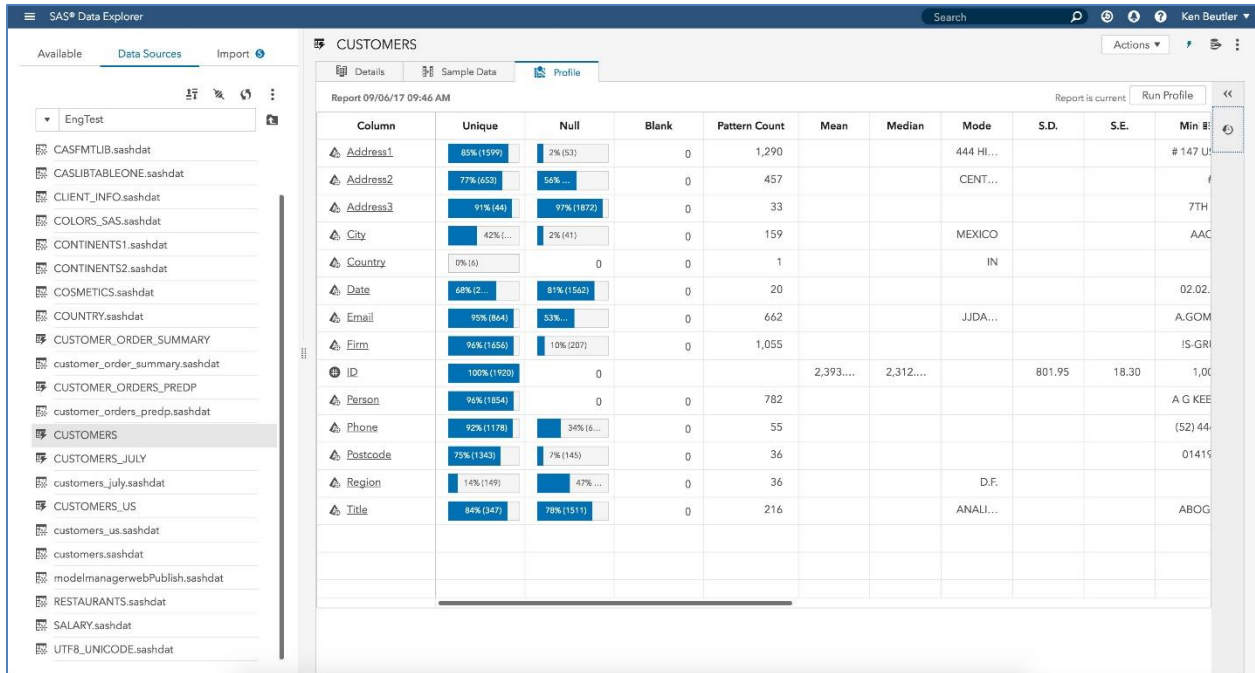 SAS® Data Explorer Search Ken Beutler
Available Data Sources Import 5
EngTest
CASFMTLIB.sashdat
CASLIBTABLEONE.sashdat
CLIENT_INFO.sashdat
COLORS_SAS.sashdat
CONTINENTS1.sashdat
CONTINENTS2.sashdat
COSMETICS.sashdat
COUNTRY.sashdat
CUSTOMER_ORDER_SUMMARY
customer_order_summary.sashdat
CUSTOMER_ORDERS_PREDP
customer_orders_predp.sashdat
CUSTOMERS
CUSTOMERS_JULY
customers_july.sashdat
CUSTOMERS_US
customers_us.sashdat
customers.sashdat
modelmanagerwebPublish.sashdat
RESTAURANTS.sashdat
SALARY.sashdat
UTF8_UNICODE.sashdat
CUSTOMERS Actions
Details Sample Data Profile
Report 09/06/17 09:46 AM Report is current Run Profile
Column Unique Null Blank Pattern Count Mean Median Mode S.D. S.E. Min
Address1 85% (1599) 2% (53) 0 1,290 444 HI... # 147 U
Address2 77% (653) 56% ... 0 457 CENT...
Address3 91% (44) 97% (1872) 0 33 7TH
City 42% (... 2% (41) 0 159 MEXICO AAC
Country 0% (6) 0 0 1 IN
Date 68% (2... 81% (1562) 0 20 02.02.
Email 95% (864) 53%... 0 662 JJDA... A.GOM
Firm 96% (1656) 10% (207) 0 1,055 IS-GR
ID 100% (1920) 0 2,393.... 2,312.... 801.95 18.30 1,00
Person 96% (1854) 0 0 782 A G KEE
Phone 92% (1178) 34% (6... 0 55 (52) 44
Postcode 75% (1343) 7% (145) 0 36 01419
Region 14% (149) 47% ... 0 36 D.F.
Title 84% (347) 78% (1511) 0 216 ANALI... ABOG